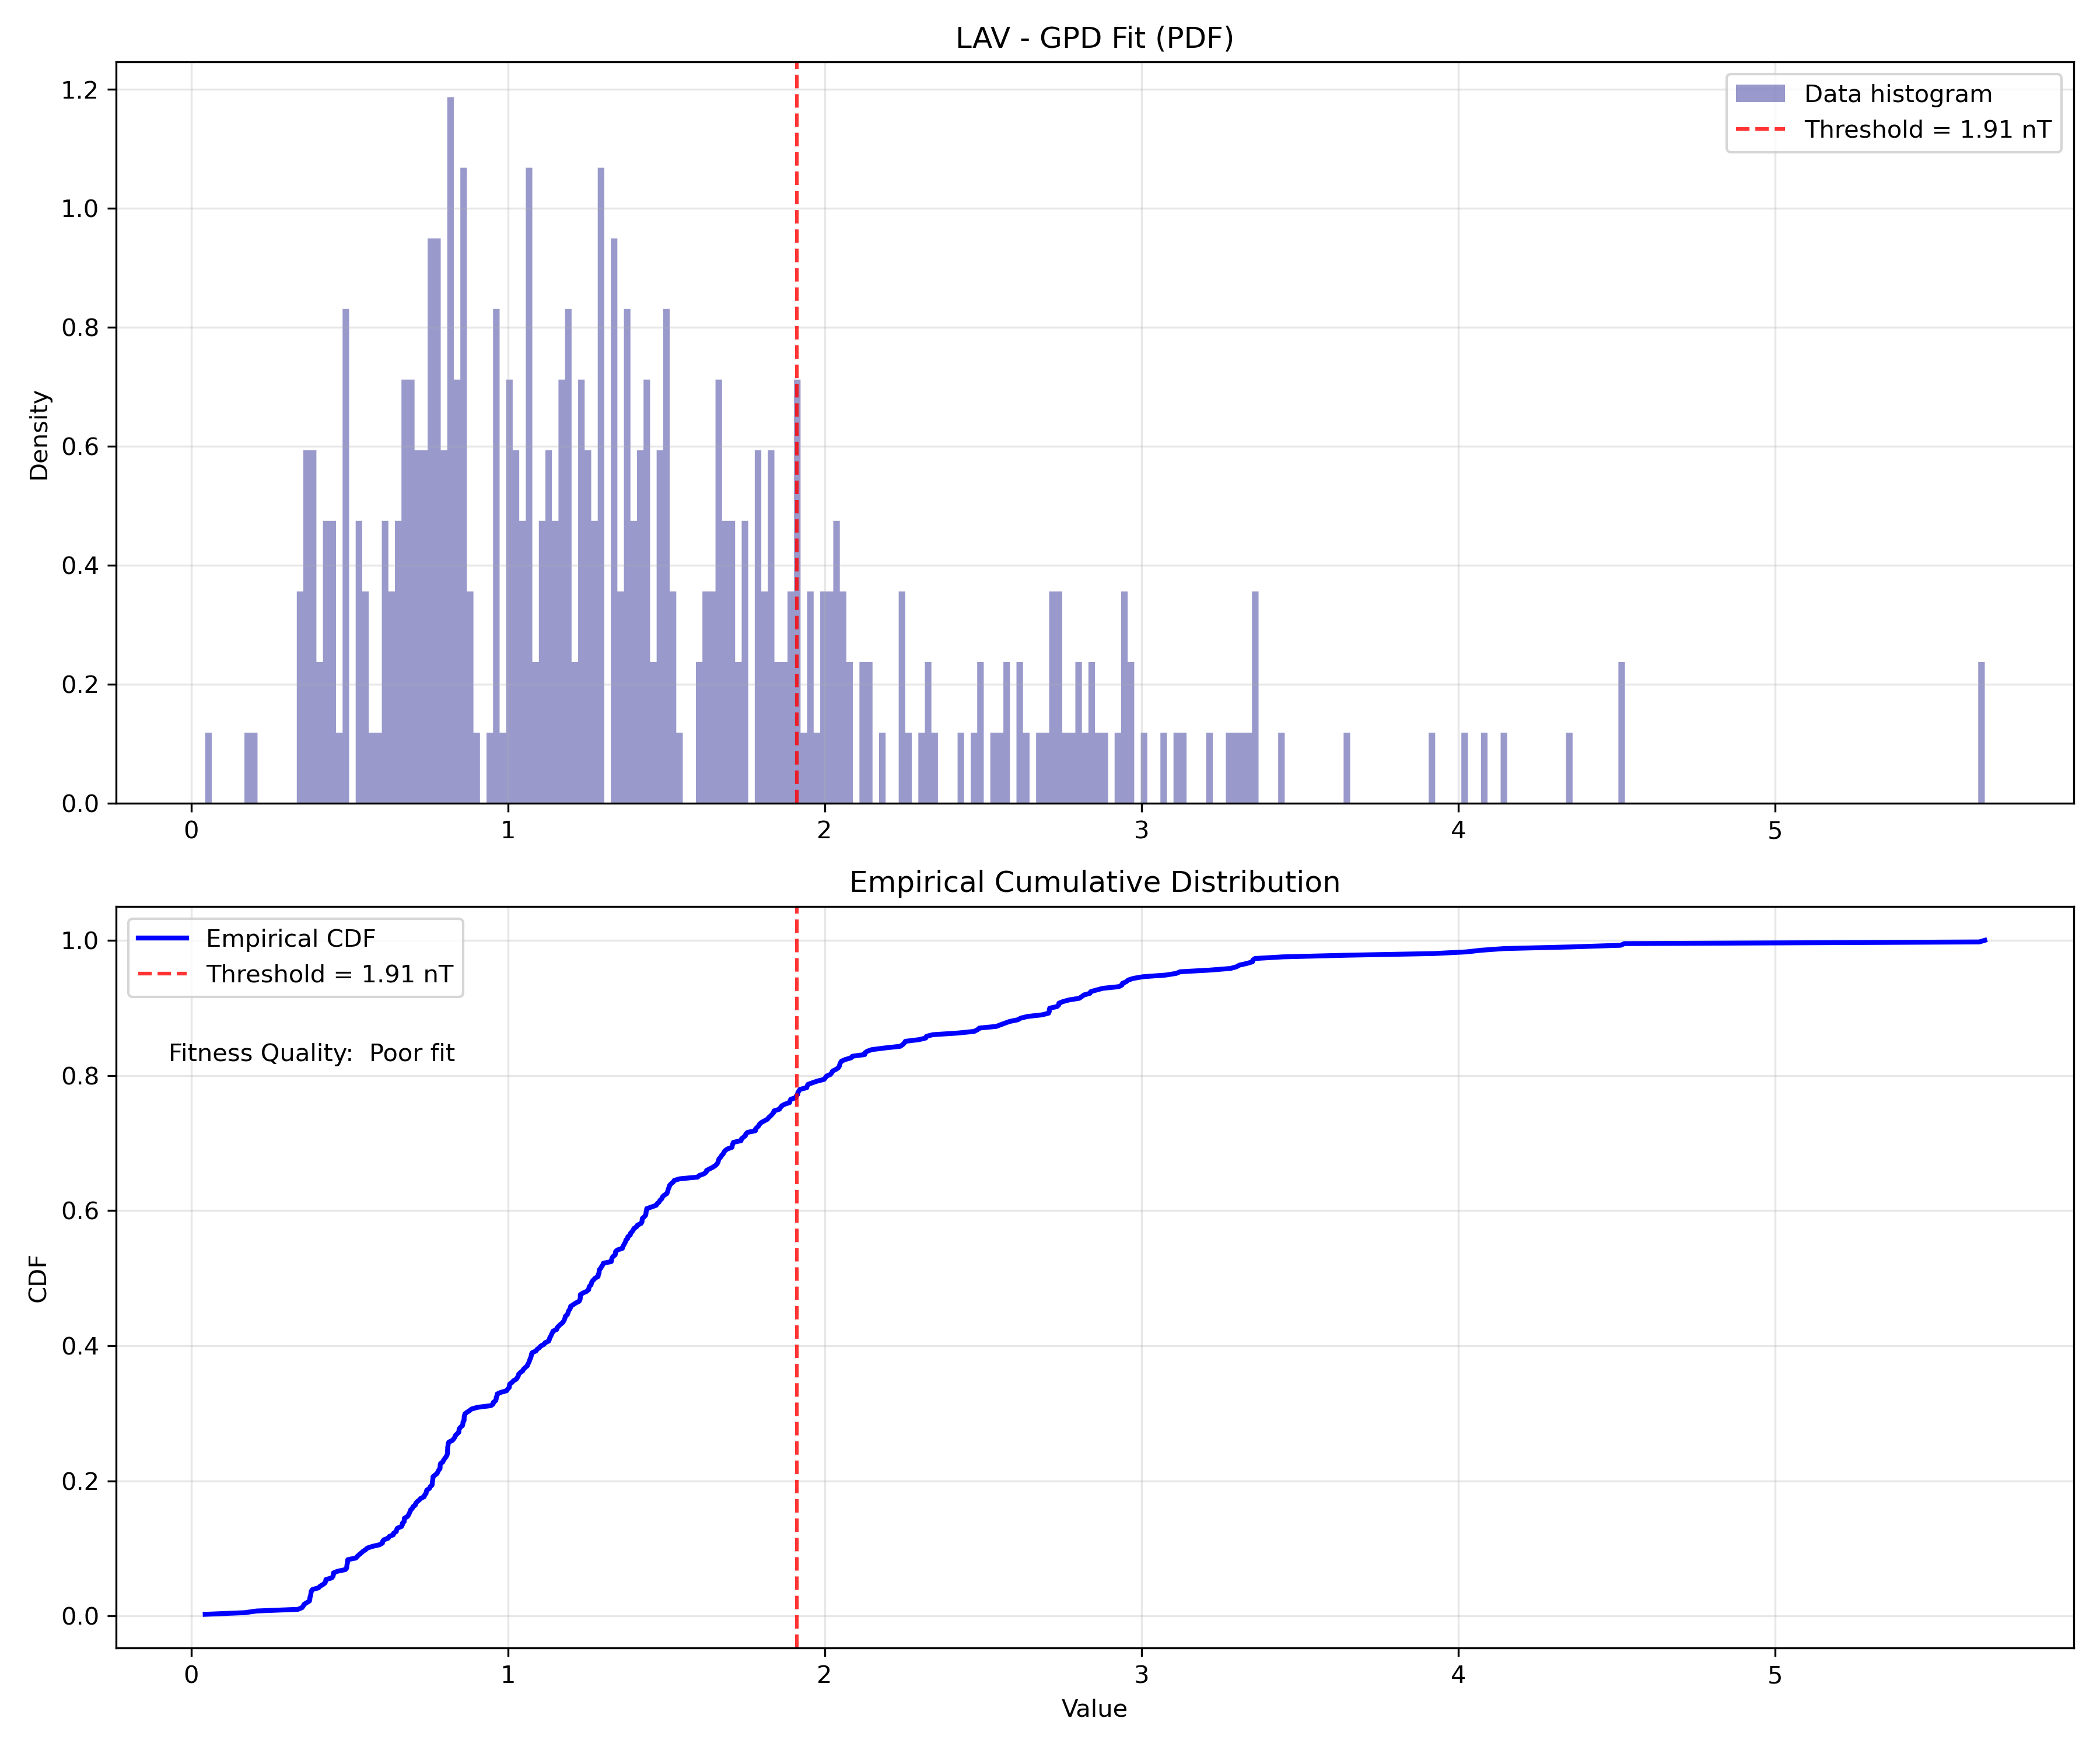 LAV - GPD Fit (PDF)
Density
1.2
1.0
0.8
0.6
0.4
0.2
0.0
Data histogram
Threshold = 1.91 nT
0 1 2 3 4 5
Empirical Cumulative Distribution
CDF
1.0
0.8
0.6
0.4
0.2
0.0
Empirical CDF
Threshold = 1.91 nT
Fitness Quality:  Poor fit
0 1 2 3 4 5
Value